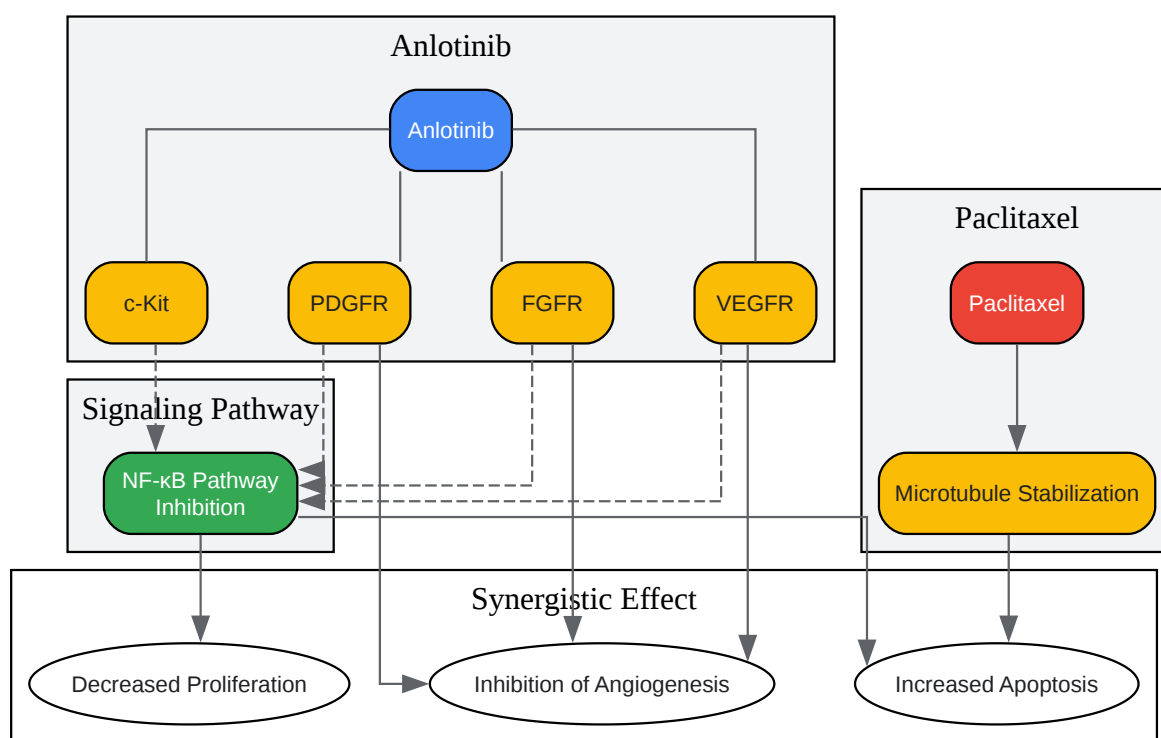 Anlotinib
Anlotinib
Paclitaxel
c-Kit
PDGFR
FGFR
VEGFR
Paclitaxel
Signaling Pathway
NF-κB Pathway
Inhibition
Microtubule Stabilization
Synergistic Effect
Decreased Proliferation
Inhibition of Angiogenesis
Increased Apoptosis